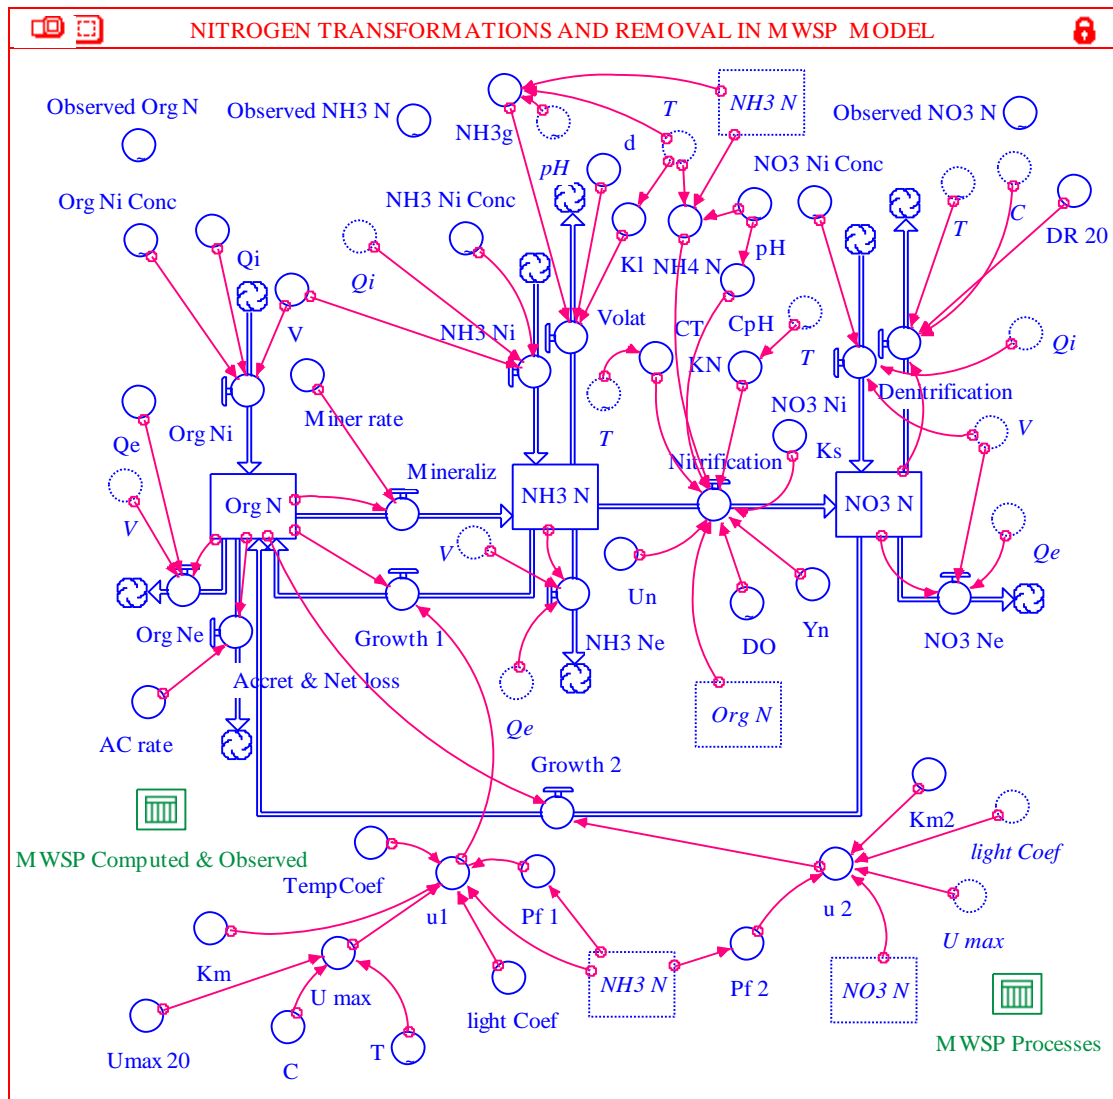 NITROGEN TRANSFORMATIONS AND REMOVAL IN MWSP MODEL
Observed Org N
Observed NH3 N
NH3g
T
NH3 N
Observed NO3 N
d
pH
NO3 Ni Conc
Org Ni Conc
NH3 Ni Conc
C
T
DR 20
Qi
Qi
Kl
NH4 N
pH
V
NH3 Ni
Volat
CT
CpH
T
Qi
KN
Miner rate
T
NO3 Ni
Denitrification
Qe
Org Ni
V
Ks
Mineraliz
Nitrification
Org N
NH3 N
NO3 N
V
V
Qe
Un
Yn
Org Ne
Growth 1
NH3 Ne
DO
NO3 Ne
Accret & Net loss
Qe
Org N
AC rate
Growth 2
Km2
MWSP Computed & Observed
TempCoef
light Coef
u1
Pf 1
u 2
U max
Km
U max
NH3 N
Pf 2
NO3 N
light Coef
Umax 20
C
T
MWSP Processes